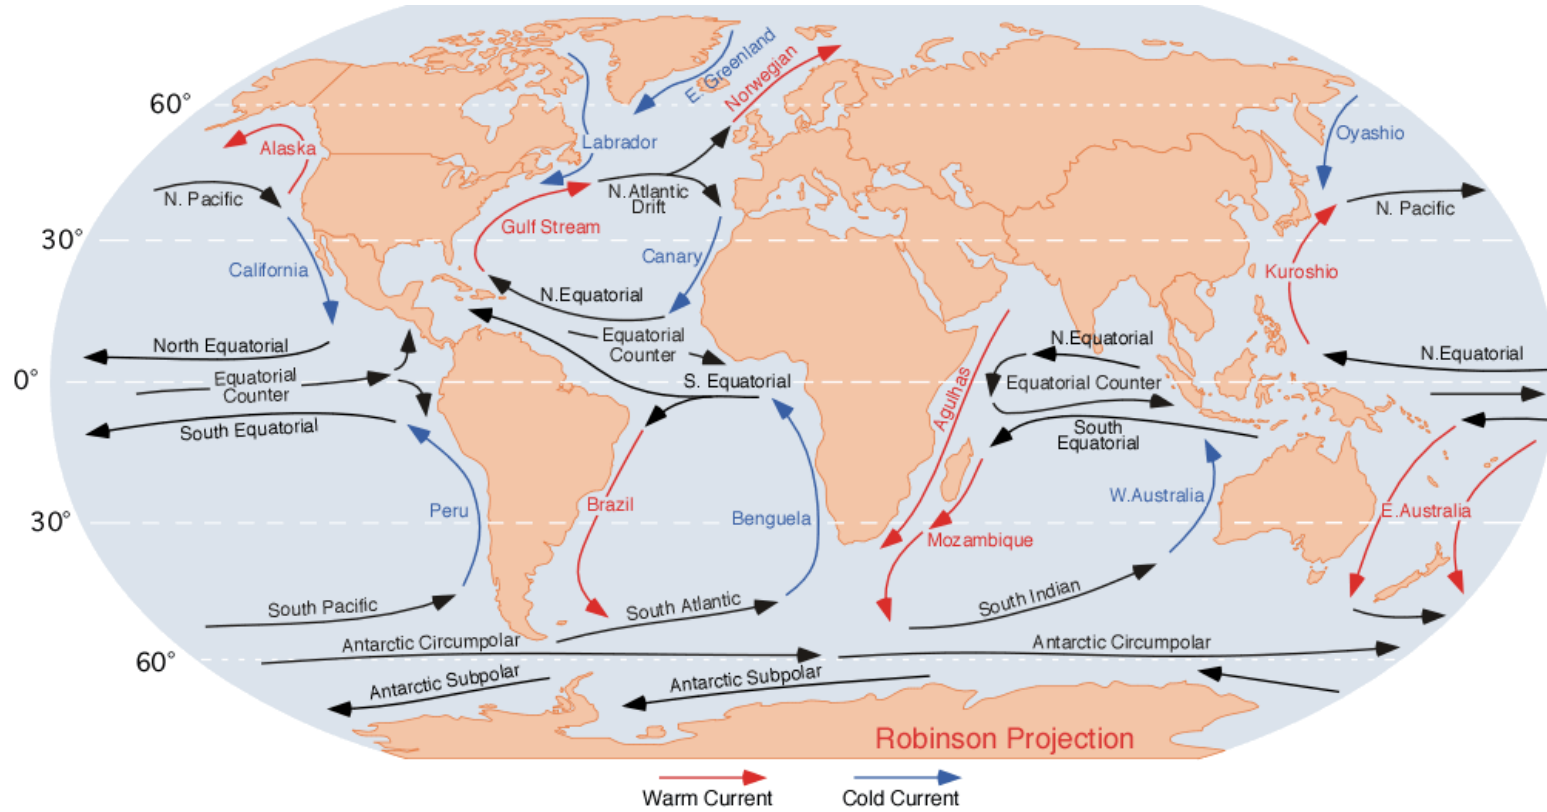 E. Greenland
Norwegian
60°
Labrador
Oyashio
Alaska
N. Pacific
N.Atlantic
Drift
N. Pacific
Gulf Stream
30°
California
Canary
Kuroshio
N.Equatorial
North Equatorial
Equatorial
Counter
N.Equatorial
N.Equatorial
0°
Equatorial
Counter
S. Equatorial
Agulhas
Equatorial Counter
South Equatorial
South
Equatorial
30°
Peru
Brazil
Benguela
W.Australia
E.Australia
Mozambique
South Pacific
South Atlantic
South Indian
Antarctic Circumpolar
Antarctic Circumpolar
60°
Antarctic Subpolar
Antarctic Subpolar
Robinson Projection
Warm Current
Cold Current